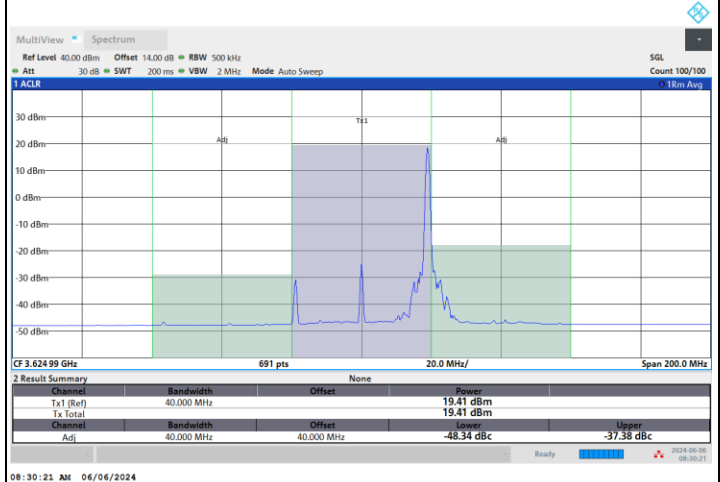 MultiView Spectrum
Ref Level 40.00 dBm Offset 14.00 dB RBW 500 kHz SGL
Att 30 dB SWT 200 ms VBW 2 MHz Mode Auto Sweep Count 100/100
1 ACLR 1Rm Avg
30 dBm
Tx1
20 dBm
Adj Adj
10 dBm
0 dBm
-10 dBm
-20 dBm
-30 dBm
-40 dBm
-50 dBm
CF 3.624 99 GHz 691 pts 20.0 MHz/ Span 200.0 MHz
2 Result Summary None
Channel Bandwidth Offset Power
Tx1 (Ref) 40.000 MHz 19.41 dBm
Tx Total 19.41 dBm
Channel Bandwidth Offset Lower Upper
Adj 40.000 MHz 40.000 MHz -48.34 dBc -37.38 dBc
Ready 2024-06-06
08:30:21
08:30:21 AM 06/06/2024